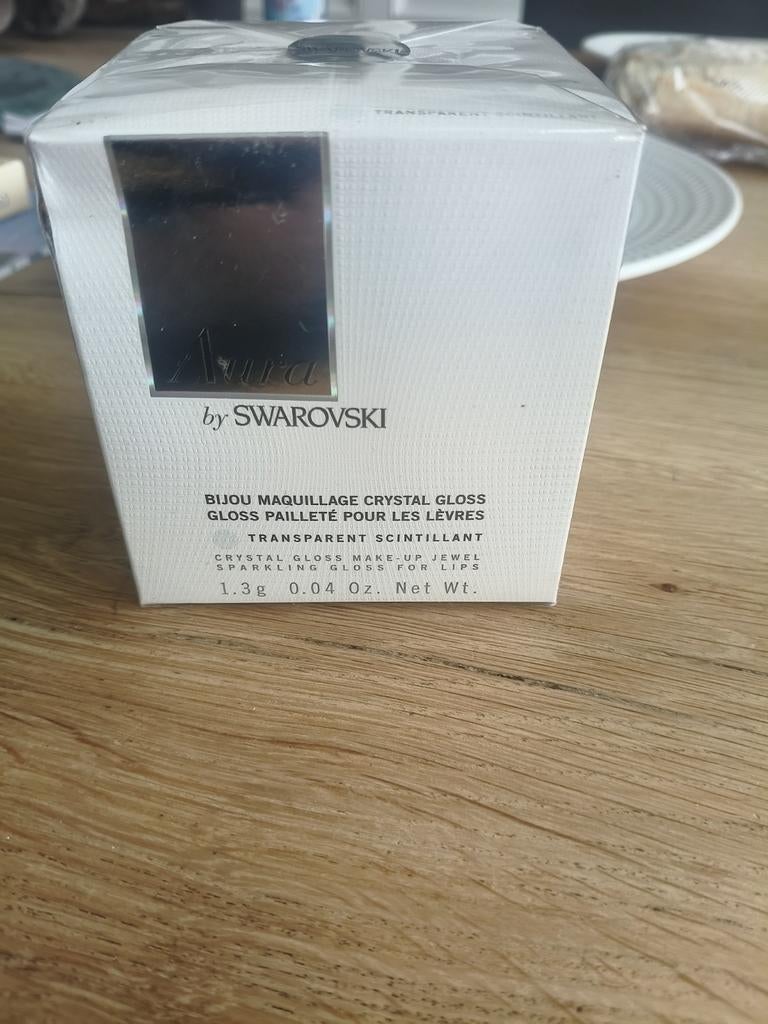 SWAROVSKI
TRANSPARENT SCINTILLANT
Aura
by SWAROVSKI
BIJOU MAQUILLAGE CRYSTAL GLOSS
GLOSS PAILLETÉ POUR LES LÈVRES
TRANSPARENT SCINTILLANT
CRYSTAL GLOSS MAKE-UP JEWEL
SPARKLING GLOSS FOR LIPS
1.3g 0.04 Oz. Net Wt.